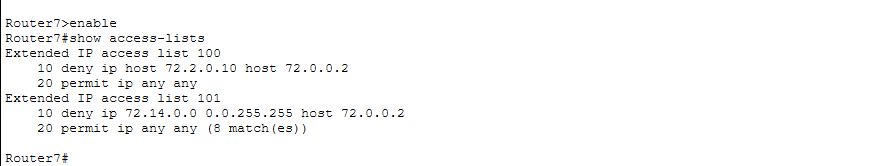 Router7>enable
Router7#show access-lists
Extended IP access list 100
    10 deny ip host 72.2.0.10 host 72.0.0.2
    20 permit ip any any
Extended IP access list 101
    10 deny ip 72.14.0.0 0.0.255.255 host 72.0.0.2
    20 permit ip any any (8 match(es))
Router7#